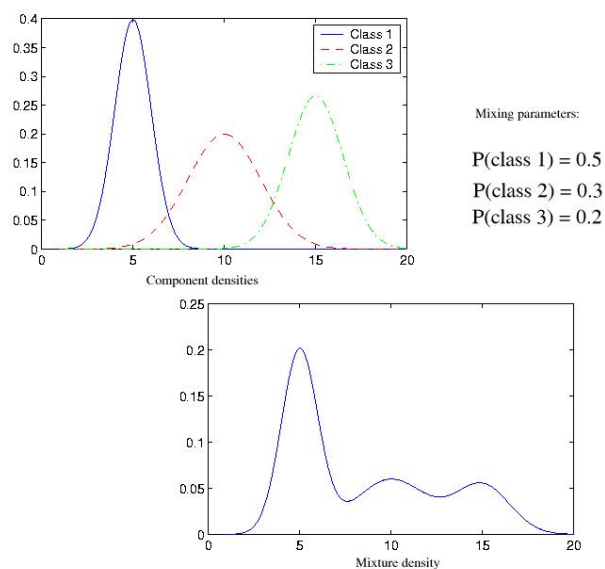 0.4
0.35
0.3
0.25
0.2
0.15
0.1
0.05
0
0 5 10 15 20
Class 1
Class 2
Class 3
Component densities
Mixing parameters:
P(class 1) = 0.5
P(class 2) = 0.3
P(class 3) = 0.2
0.25
0.2
0.15
0.1
0.05
0
0 5 10 15 20
Mixture density